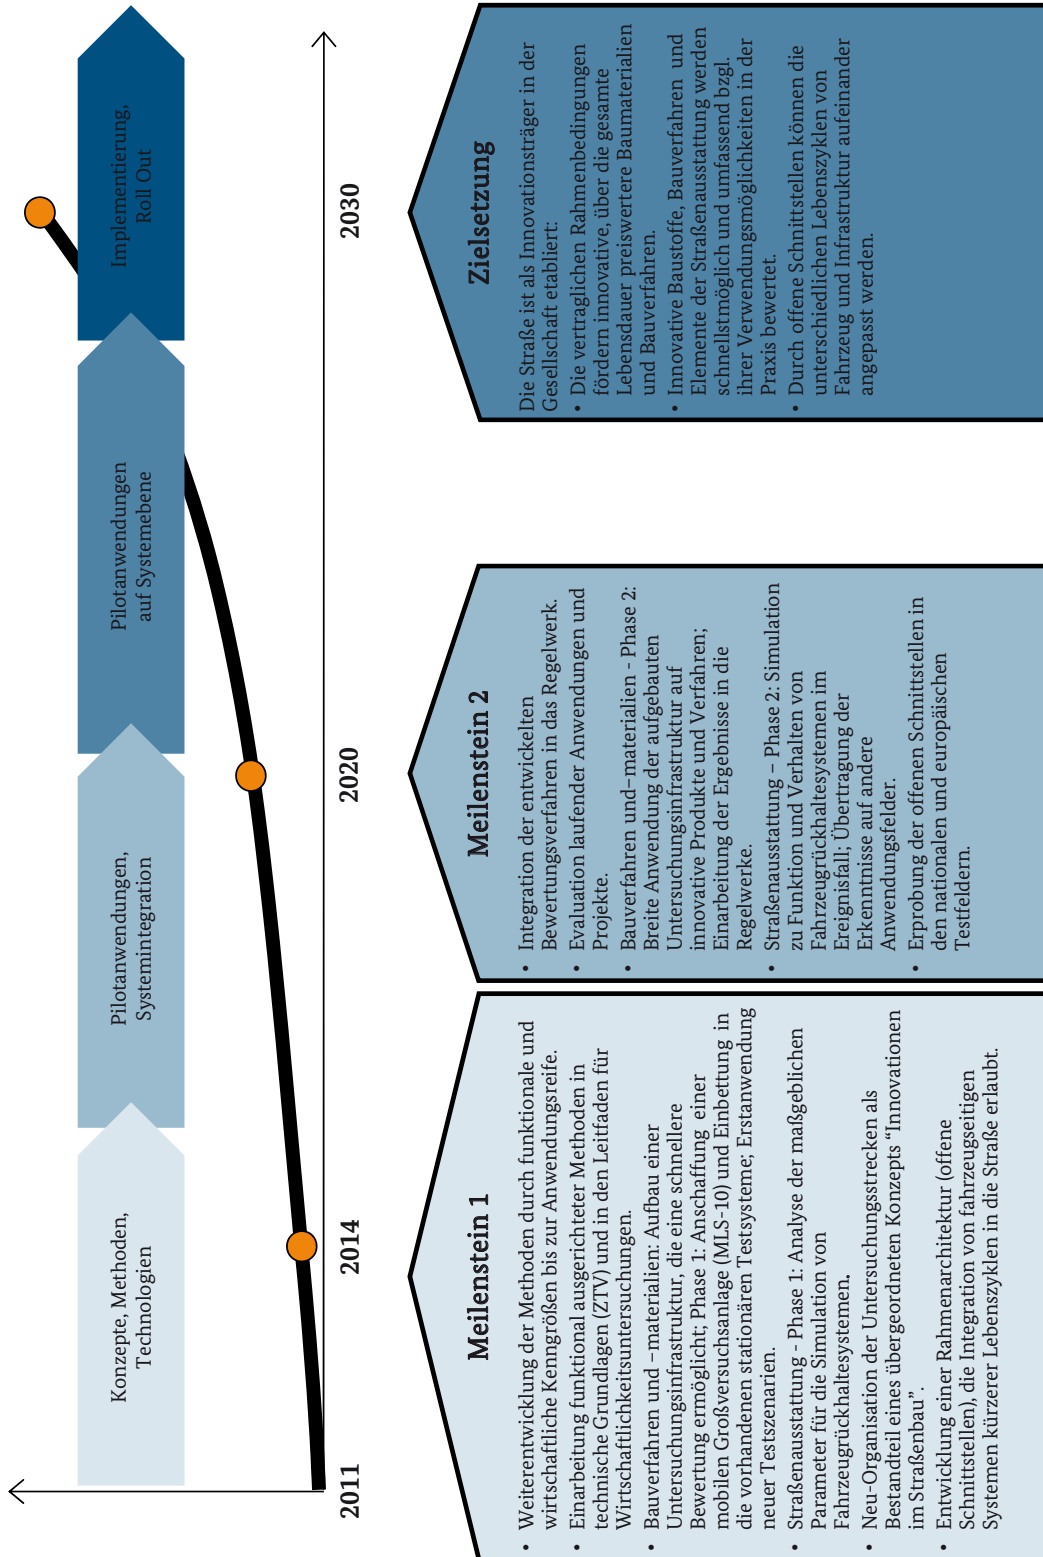 Konzepte, Methoden,
Technologien
Pilotanwendungen,
Systemintegration
Pilotanwendungen
auf Systemebene
Implementierung,
Roll Out
2011
2014
2020
2030
Meilenstein 1
• Weiterentwicklung der Methoden durch funktionale und
wirtschaftliche Kenngrößen bis zur Anwendungsreife.
• Einarbeitung funktional ausgerichteter Methoden in
technische Grundlagen (ZTV) und in den Leitfaden für
Wirtschaftlichkeitsuntersuchungen.
• Bauverfahren und –materialien: Aufbau einer
Untersuchungsinfrastruktur, die eine schnellere
Bewertung ermöglicht; Phase 1: Anschaffung einer
mobilen Großversuchsanlage (MLS-10) und Einbettung in
die vorhandenen stationären Testsysteme; Erstanwendung
neuer Testszenarien.
• Straßenausstattung - Phase 1: Analyse der maßgeblichen
Parameter für die Simulation von
Fahrzeugrückhaltesystemen.
• Neu-Organisation der Untersuchungsstrecken als
Bestandteil eines übergeordneten Konzepts "Innovationen
im Straßenbau".
• Entwicklung einer Rahmenarchitektur (offene
Schnittstellen), die Integration von fahrzeugseitigen
Systemen kürzerer Lebenszyklen in die Straße erlaubt.
Meilenstein 2
• Integration der entwickelten
Bewertungsverfahren in das Regelwerk.
• Evaluation laufender Anwendungen und
Projekte.
• Bauverfahren und–materialien - Phase 2:
Breite Anwendung der aufgebauten
Untersuchungsinfrastruktur auf
innovative Produkte und Verfahren;
Einarbeitung der Ergebnisse in die
Regelwerke.
• Straßenausstattung – Phase 2: Simulation
zu Funktion und Verhalten von
Fahrzeugrückhaltesystemen im
Ereignisfall; Übertragung der
Erkenntnisse auf andere
Anwendungsfelder.
• Erprobung der offenen Schnittstellen in
den nationalen und europäischen
Testfeldern.
Zielsetzung
Die Straße ist als Innovationsträger in der
Gesellschaft etabliert:
• Die vertraglichen Rahmenbedingungen
fördern innovative, über die gesamte
Lebensdauer preiswertere Baumaterialien
und Bauverfahren.
• Innovative Baustoffe, Bauverfahren und
Elemente der Straßenausstattung werden
schnellstmöglich und umfassend bzgl.
ihrer Verwendungsmöglichkeiten in der
Praxis bewertet.
• Durch offene Schnittstellen können die
unterschiedlichen Lebenszyklen von
Fahrzeug und Infrastruktur aufeinander
angepasst werden.